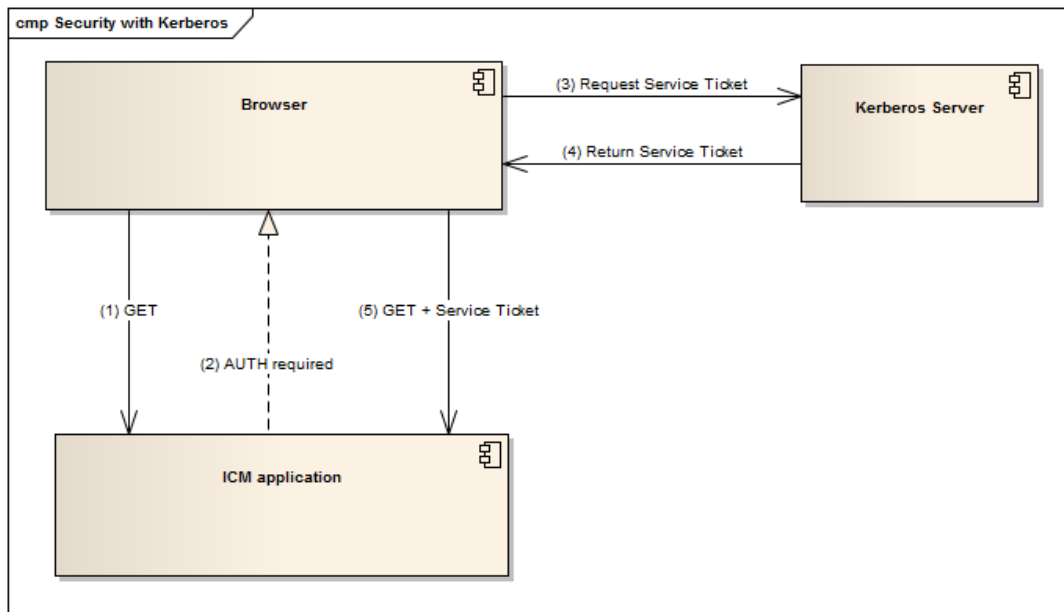 cmp Security with Kerberos
Browser
(3) Request Service Ticket
Kerberos Server
(4) Return Service Ticket
(1) GET
(5) GET + Service Ticket
(2) AUTH required
ICM application